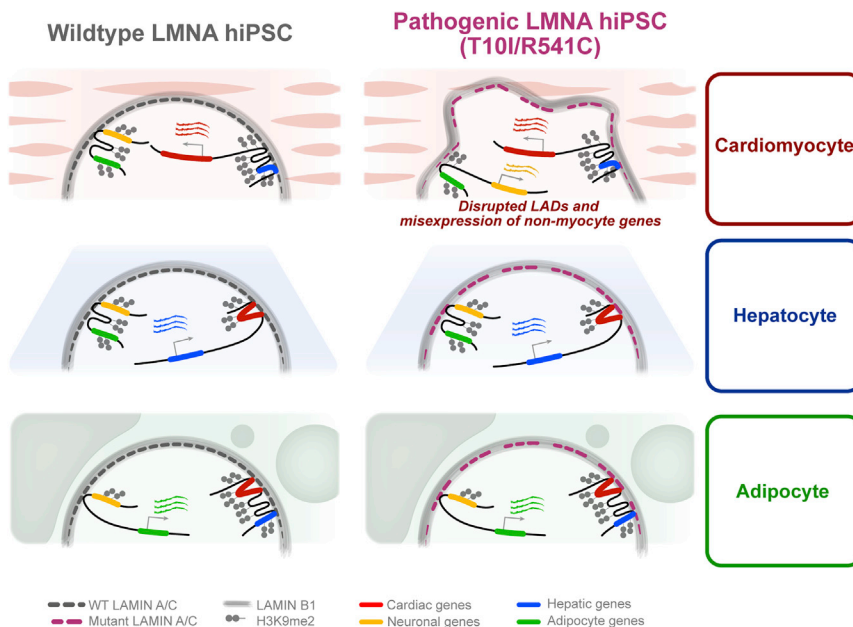 Wildtype LMNA hiPSC
Pathogenic LMNA hiPSC
(T10I/R541C)
Cardiomyocyte
Disrupted LADs and
misexpression of non-myocyte genes
Hepatocyte
Adipocyte
WT LAMIN A/C
LAMIN B1
Cardiac genes
Hepatic genes
Mutant LAMIN A/C
H3K9me2
Neuronal genes
Adipocyte genes